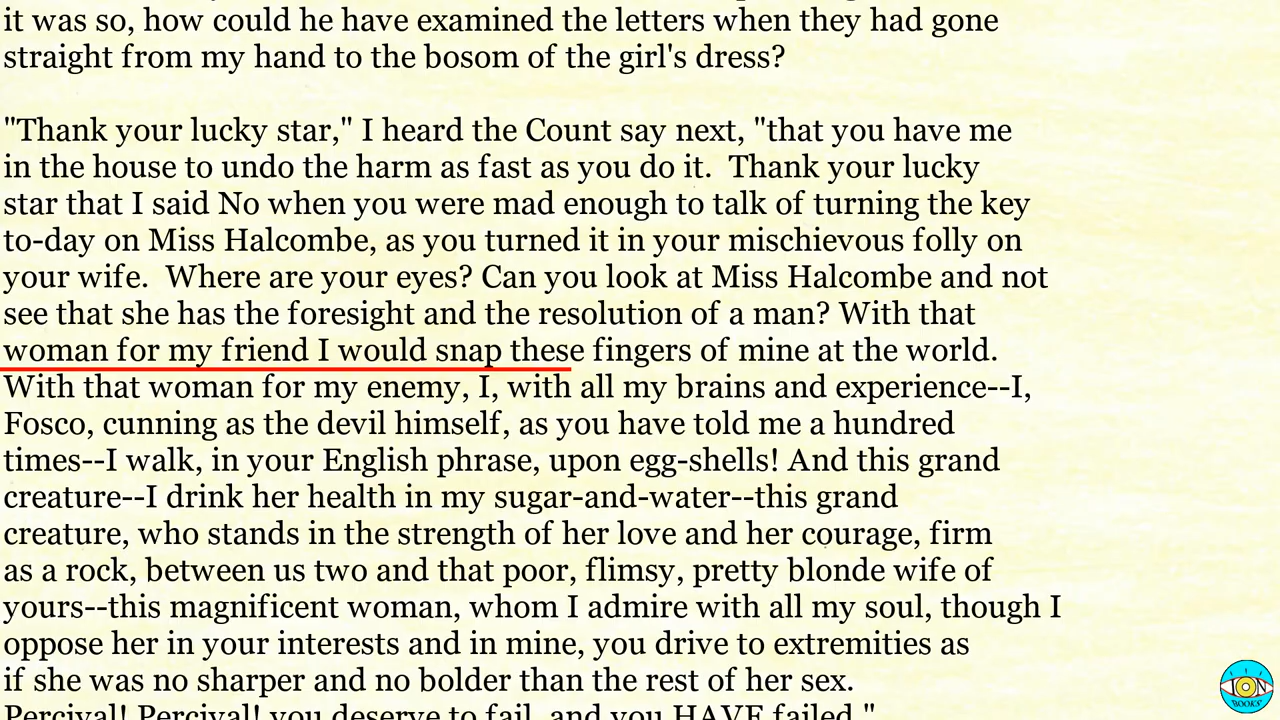 it was so, how could he have examined the letters when they had gone
straight from my hand to the bosom of the girl's dress?
"Thank your lucky star," I heard the Count say next, "that you have me
in the house to undo the harm as fast as you do it.  Thank your lucky
star that I said No when you were mad enough to talk of turning the key
to-day on Miss Halcombe, as you turned it in your mischievous folly on
your wife.  Where are your eyes? Can you look at Miss Halcombe and not
see that she has the foresight and the resolution of a man? With that
woman for my friend I would snap these fingers of mine at the world.
With that woman for my enemy, I, with all my brains and experience--I,
Fosco, cunning as the devil himself, as you have told me a hundred
times--I walk, in your English phrase, upon egg-shells! And this grand
creature--I drink her health in my sugar-and-water--this grand
creature, who stands in the strength of her love and her courage, firm
as a rock, between us two and that poor, flimsy, pretty blonde wife of
yours--this magnificent woman, whom I admire with all my soul, though I
oppose her in your interests and in mine, you drive to extremities as
if she was no sharper and no bolder than the rest of her sex.
Percival! Percival! you deserve to fail, and you HAVE failed."
ION
BOOKS